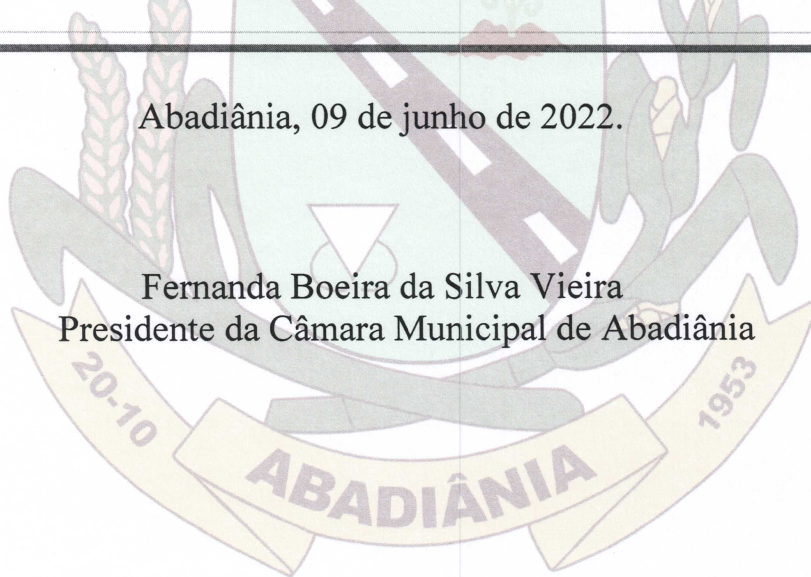 Abadiânia, 09 de junho de 2022.
Fernanda Boeira da Silva Vieira
Presidente da Câmara Municipal de Abadiânia
20-10
1953
ABADIÂNIA